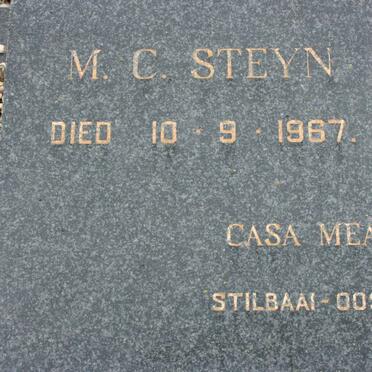 M. C. STEYN
DIED 10 · 9 · 1967.
CASA MEA
STILBAAI-OOS